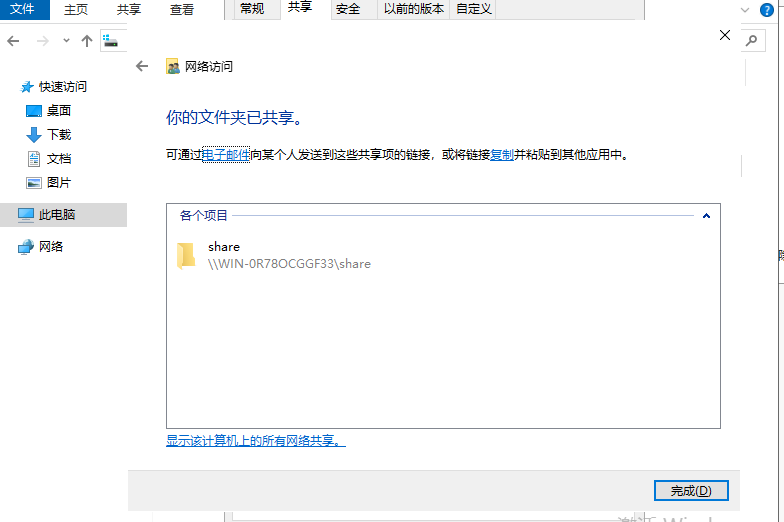 文件 主页 共享 查看
常规 共享 安全 以前的版本 自定义
网络访问
快速访问
桌面
下载
文档
图片
此电脑
网络
你的文件夹已共享。
可通过电子邮件向某个人发送到这些共享项的链接，或将链接复制并粘贴到其他应用中。
各个项目
share
\\WIN-0R78OCGGF33\share
显示该计算机上的所有网络共享。
完成(D)